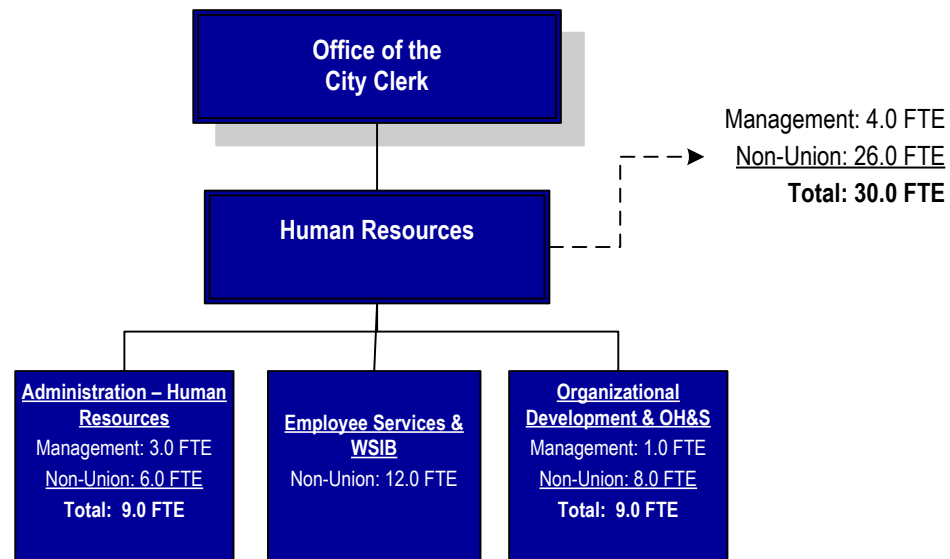 Office of the
City Clerk
Management: 4.0 FTE
Non-Union: 26.0 FTE
Total: 30.0 FTE
Human Resources
Administration – Human
Resources
Management: 3.0 FTE
Non-Union: 6.0 FTE
Total: 9.0 FTE
Employee Services &
WSIB
Non-Union: 12.0 FTE
Organizational
Development & OH&S
Management: 1.0 FTE
Non-Union: 8.0 FTE
Total: 9.0 FTE